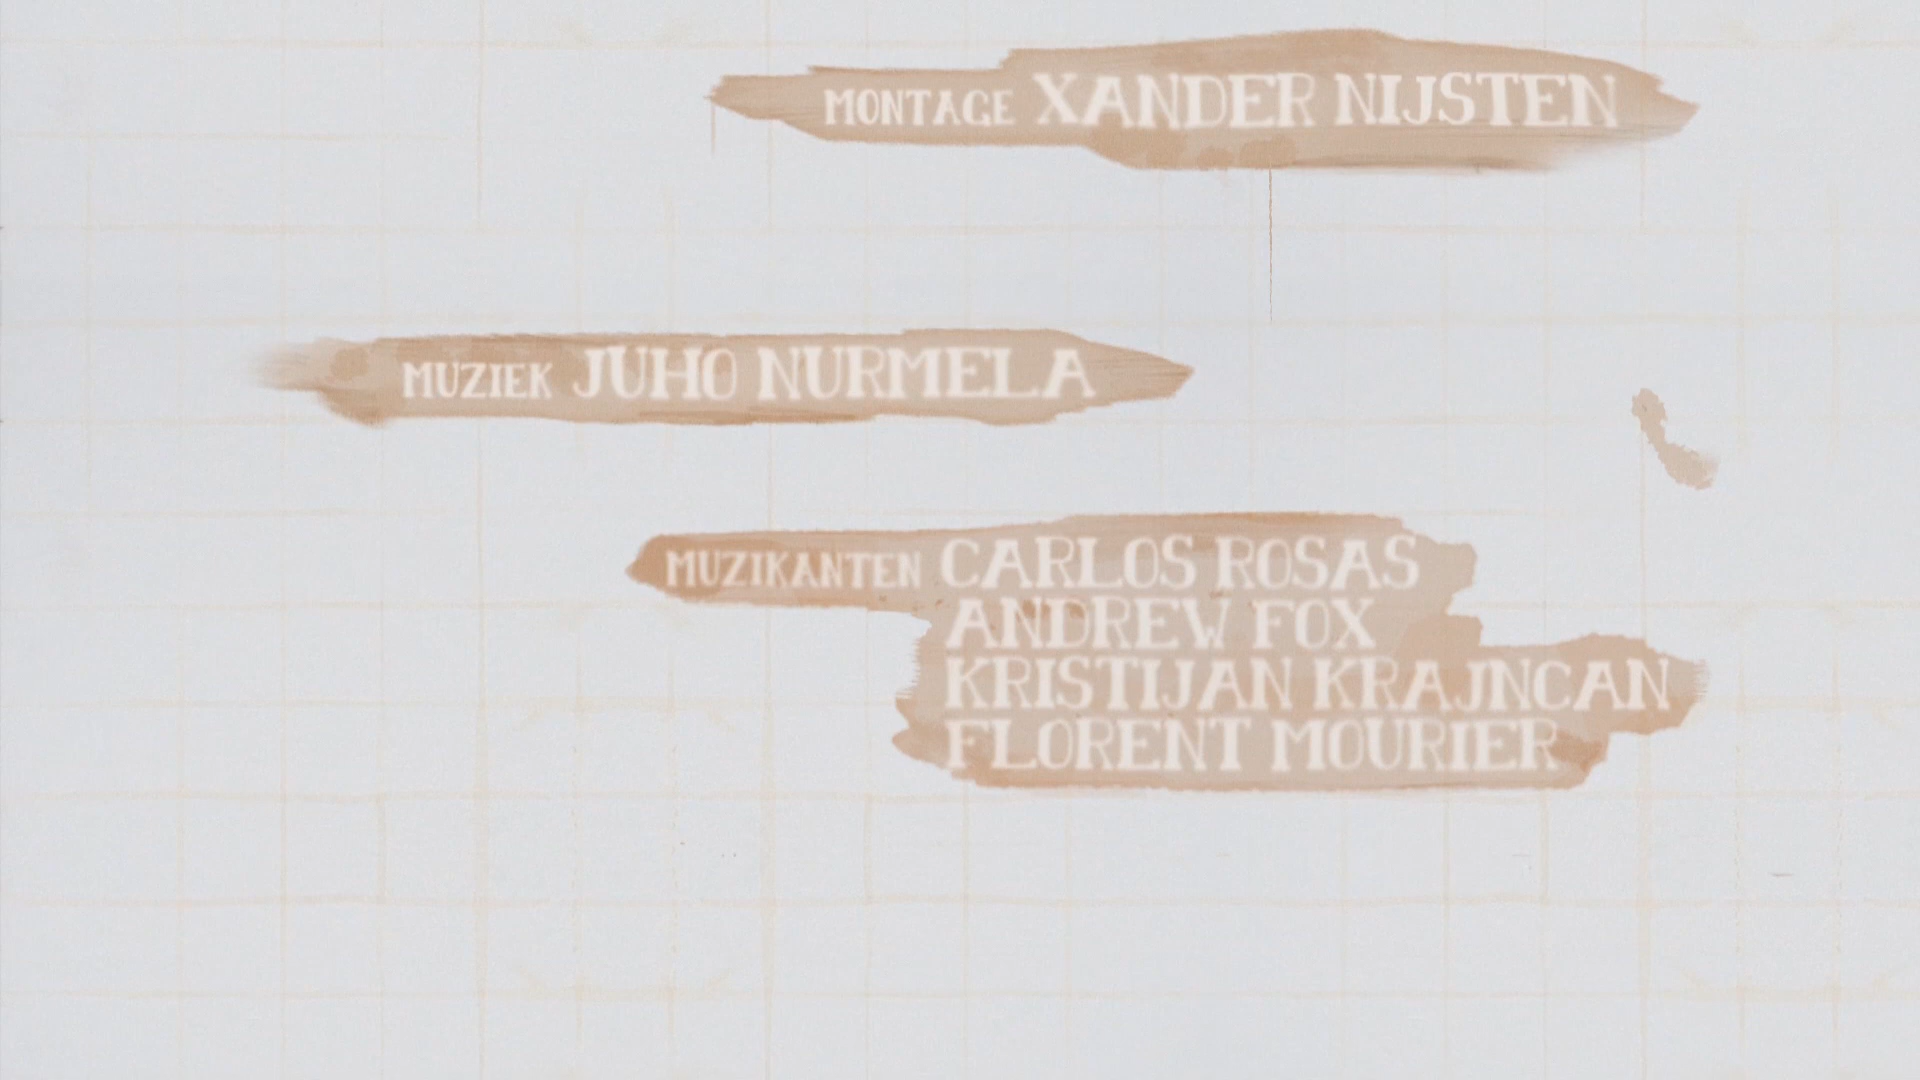 MONTAGE XANDER NIJSTEN
MUZIEK JUHO NURMELA
MUZIKANTEN CARLOS ROSAS
ANDREW FOX
KRISTIJAN KRAJNCAN
FLORENT MOURIER